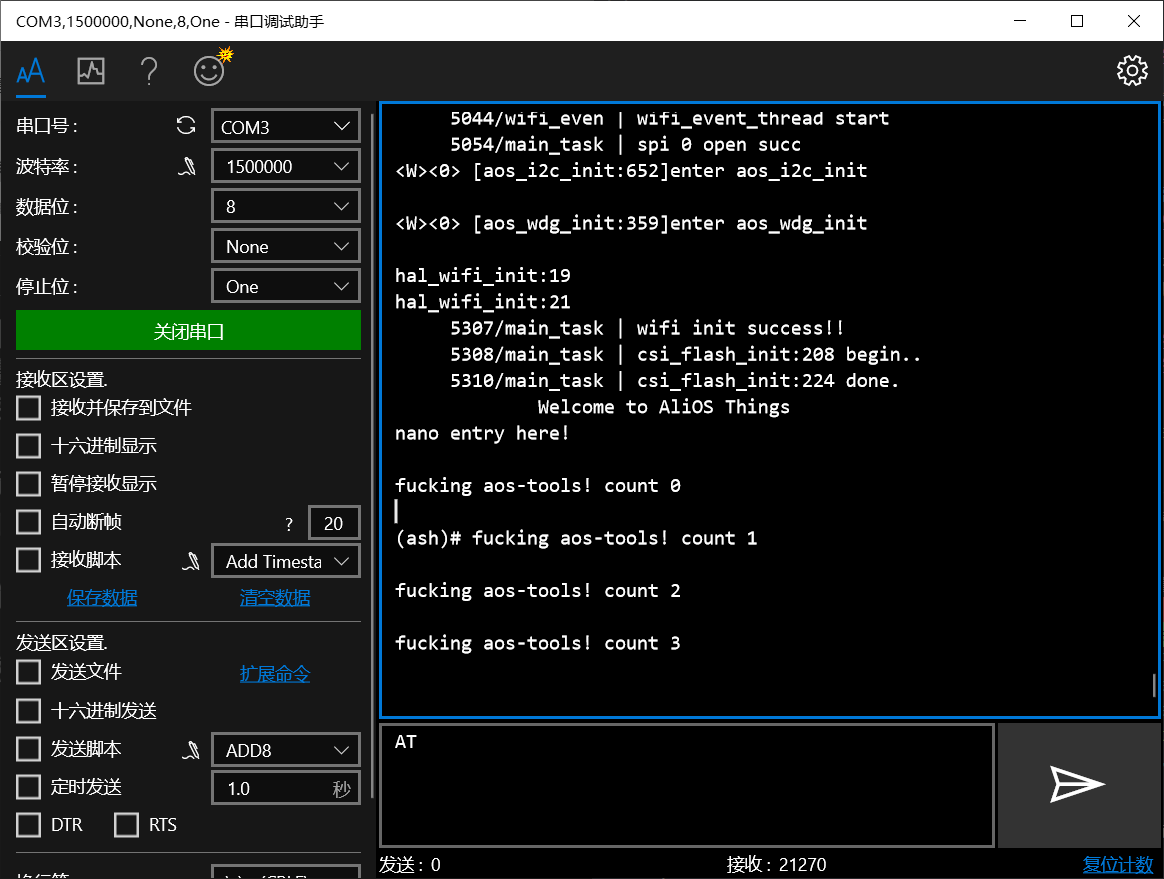 COM3,1500000,None,8,One - 串口调试助手
串口号：
COM3
波特率：
1500000
数据位：
8
校验位：
None
停止位：
One
关闭串口
接收区设置.
接收并保存到文件
十六进制显示
暂停接收显示
自动断帧
?
20
接收脚本
Add Timesta
保存数据
清空数据
发送区设置.
发送文件
扩展命令
十六进制发送
发送脚本
ADD8
定时发送
1.0
秒
DTR
RTS
5044/wifi_even | wifi_event_thread start
5054/main_task | spi 0 open succ
<W><0> [aos_i2c_init:652]enter aos_i2c_init
<W><0> [aos_wdg_init:359]enter aos_wdg_init
hal_wifi_init:19
hal_wifi_init:21
5307/main_task | wifi init success!!
5308/main_task | csi_flash_init:208 begin..
5310/main_task | csi_flash_init:224 done.
Welcome to AliOS Things
nano entry here!
fucking aos-tools! count 0
(ash)# fucking aos-tools! count 1
fucking aos-tools! count 2
fucking aos-tools! count 3
AT
发送：0
接收：21270
复位计数